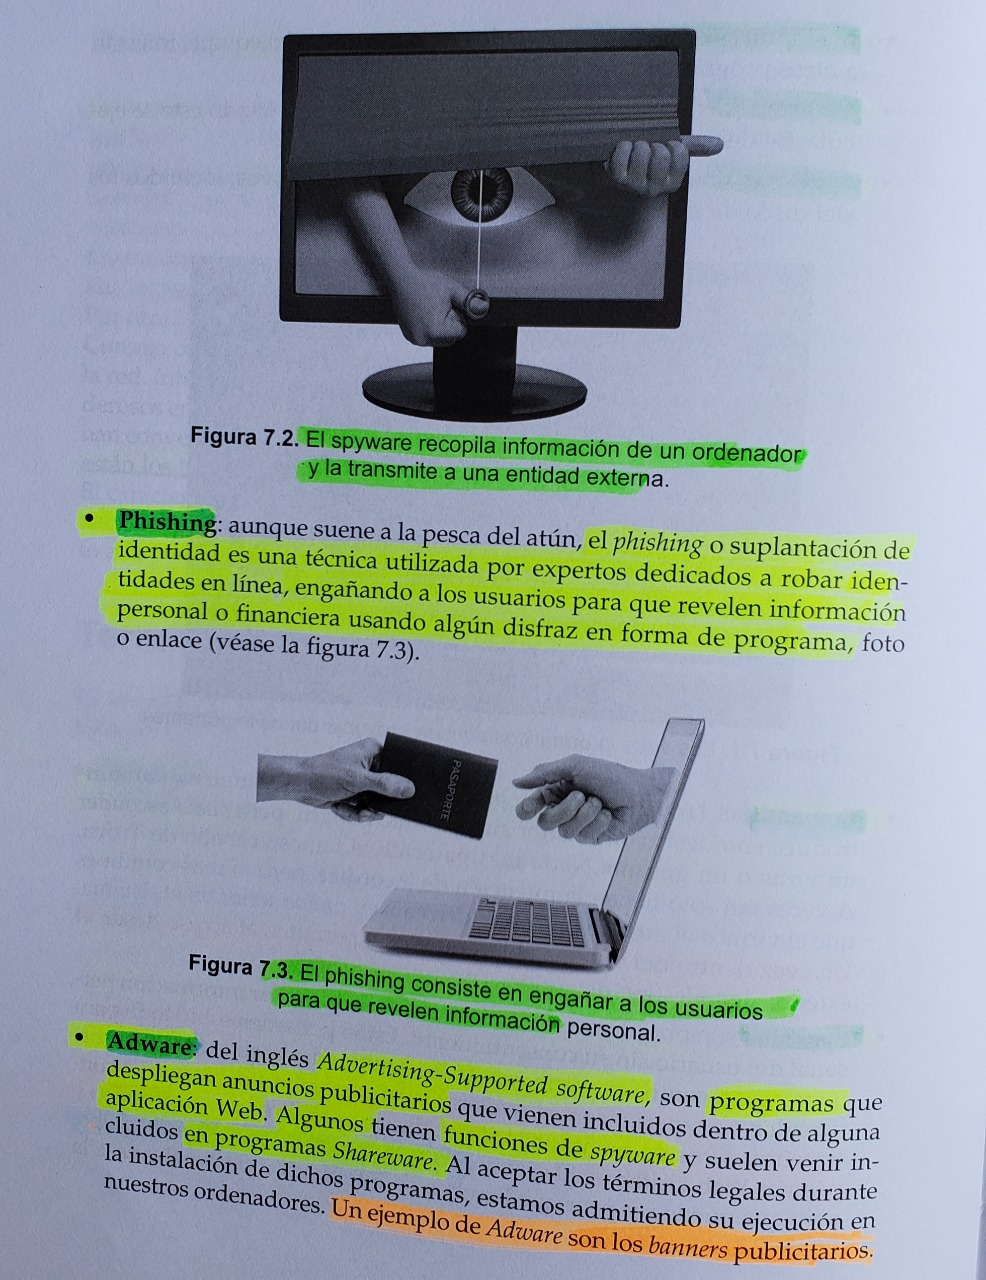 Figura 7.2. El spyware recopila información de un ordenador
y la transmite a una entidad externa.
• Phishing: aunque suene a la pesca del atún, el phishing o suplantación de
identidad es una técnica utilizada por expertos dedicados a robar iden-
tidades en línea, engañando a los usuarios para que revelen información
personal o financiera usando algún disfraz en forma de programa, foto
o enlace (véase la figura 7.3).
PASAPORTE
Figura 7.3. El phishing consiste en engañar a los usuarios
para que revelen información personal.
• Adware: del inglés Advertising-Supported software, son programas que
despliegan anuncios publicitarios que vienen incluidos dentro de alguna
aplicación Web. Algunos tienen funciones de spyware y suelen venir in-
cluidos en programas Shareware. Al aceptar los términos legales durante
la instalación de dichos programas, estamos admitiendo su ejecución en
nuestros ordenadores. Un ejemplo de Adware son los banners publicitarios.